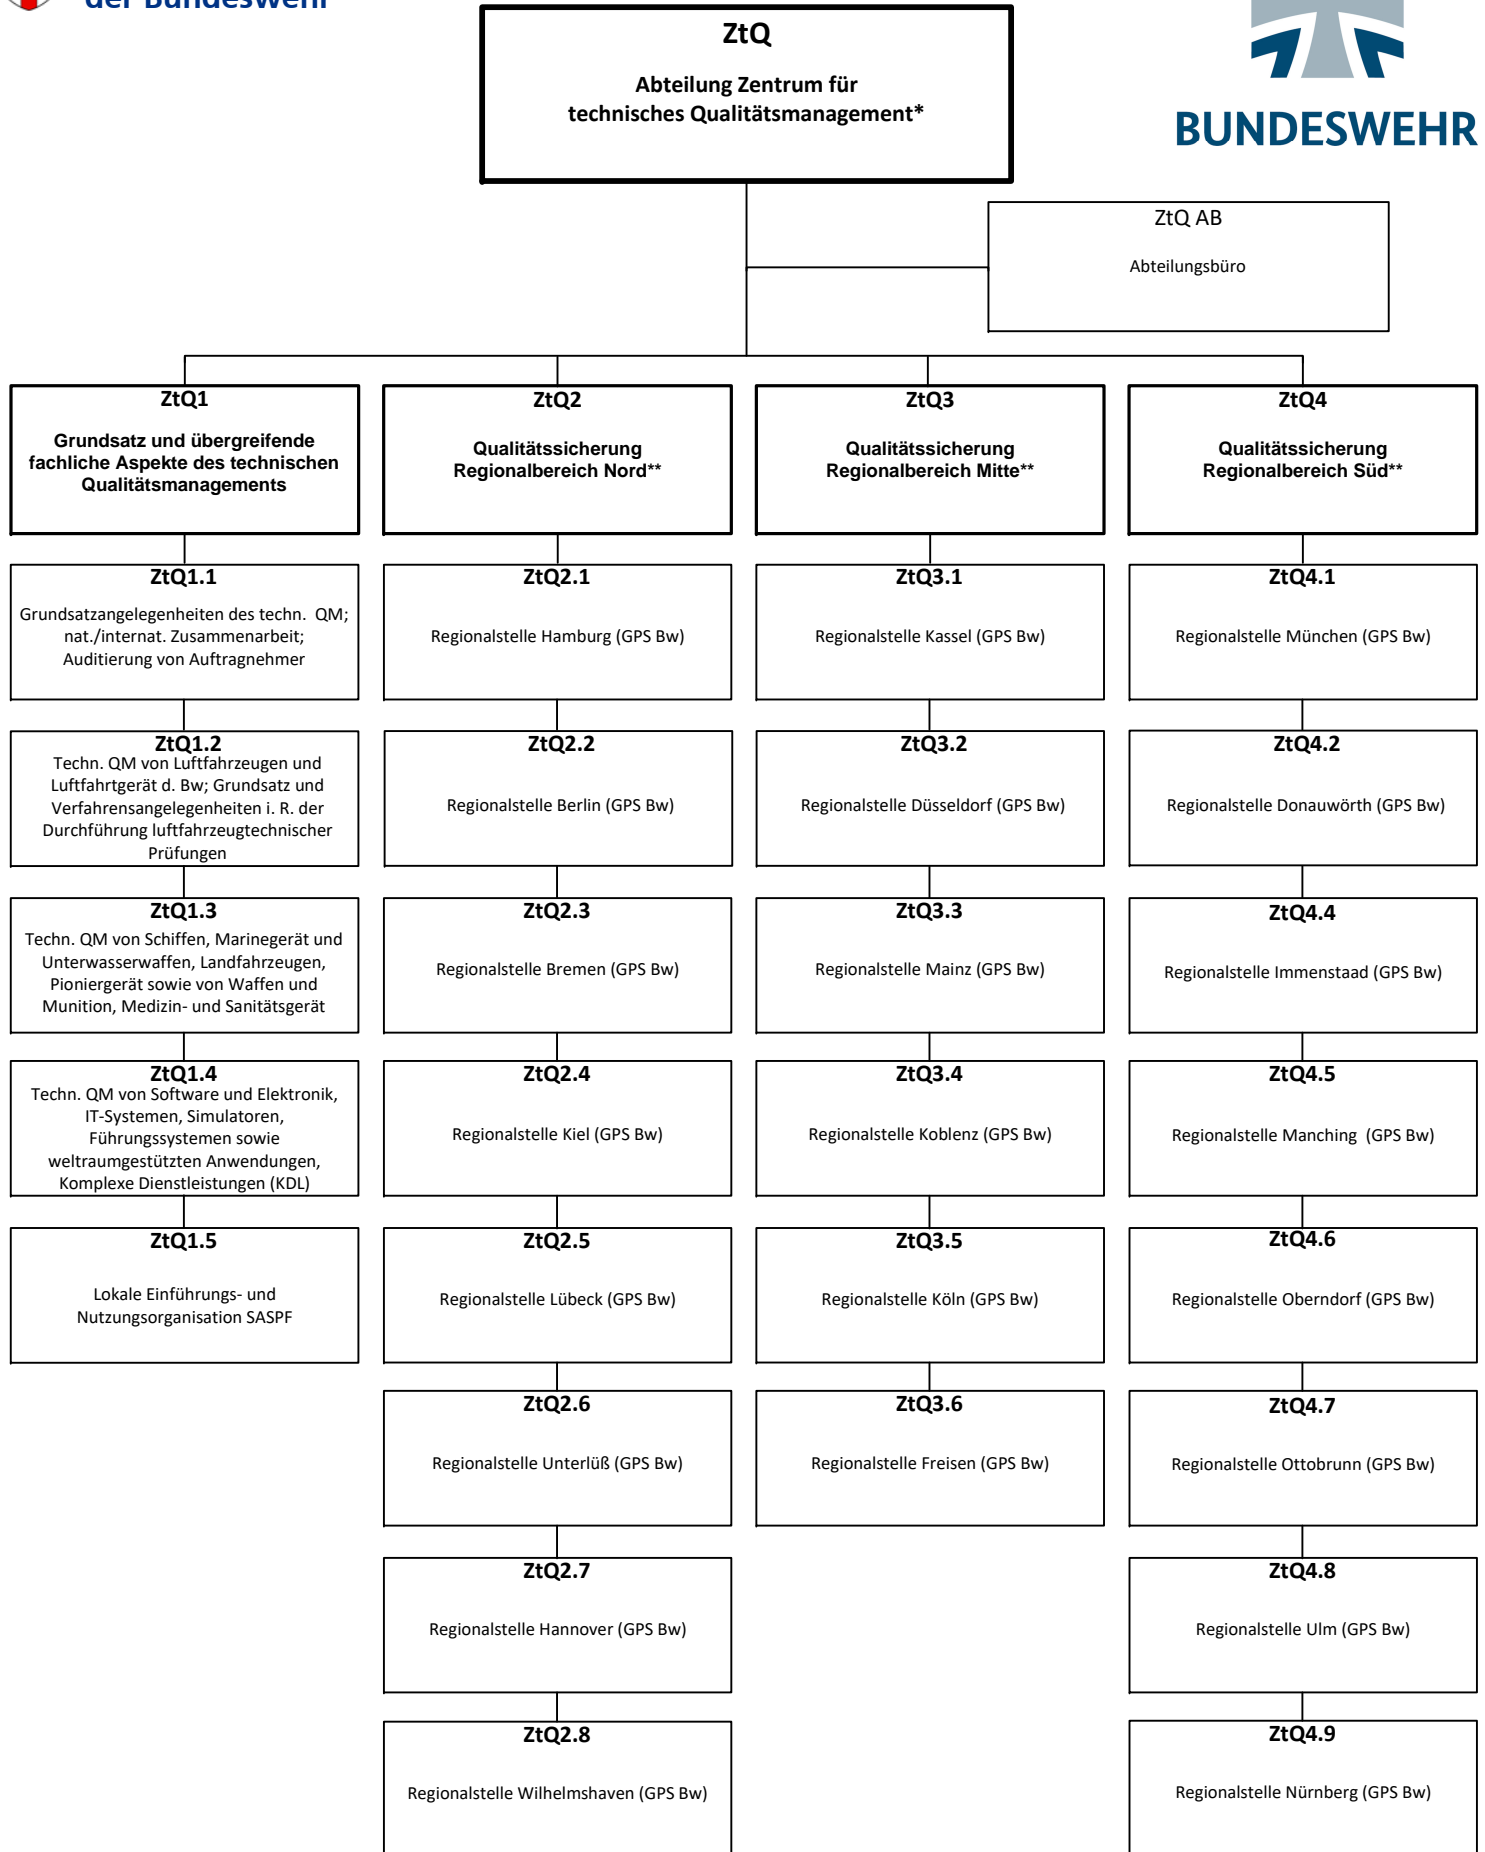 der Bundeswehr
ZtQ
Abteilung Zentrum für
technisches Qualitätsmanagement*
BUNDESWEHR
ZtQ AB
Abteilungsbüro
ZtQ1
Grundsatz und übergreifende
fachliche Aspekte des technischen
Qualitätsmanagements
ZtQ2
Qualitätssicherung
Regionalbereich Nord**
ZtQ3
Qualitätssicherung
Regionalbereich Mitte**
ZtQ4
Qualitätssicherung
Regionalbereich Süd**
ZtQ1.1
Grundsatzangelegenheiten des techn. QM;
nat./internat. Zusammenarbeit;
Auditierung von Auftragnehmer
ZtQ2.1
Regionalstelle Hamburg (GPS Bw)
ZtQ3.1
Regionalstelle Kassel (GPS Bw)
ZtQ4.1
Regionalstelle München (GPS Bw)
ZtQ1.2
Techn. QM von Luftfahrzeugen und
Luftfahrtgerät d. Bw; Grundsatz und
Verfahrensangelegenheiten i. R. der
Durchführung luftfahrzeugtechnischer
Prüfungen
ZtQ2.2
Regionalstelle Berlin (GPS Bw)
ZtQ3.2
Regionalstelle Düsseldorf (GPS Bw)
ZtQ4.2
Regionalstelle Donauwörth (GPS Bw)
ZtQ1.3
Techn. QM von Schiffen, Marinegerät und
Unterwasserwaffen, Landfahrzeugen,
Pioniergerät sowie von Waffen und
Munition, Medizin- und Sanitätsgerät
ZtQ2.3
Regionalstelle Bremen (GPS Bw)
ZtQ3.3
Regionalstelle Mainz (GPS Bw)
ZtQ4.4
Regionalstelle Immenstaad (GPS Bw)
ZtQ1.4
Techn. QM von Software und Elektronik,
IT-Systemen, Simulatoren,
Führungssystemen sowie
weltraumgestützten Anwendungen,
Komplexe Dienstleistungen (KDL)
ZtQ2.4
Regionalstelle Kiel (GPS Bw)
ZtQ3.4
Regionalstelle Koblenz (GPS Bw)
ZtQ4.5
Regionalstelle Manching (GPS Bw)
ZtQ1.5
Lokale Einführungs- und
Nutzungsorganisation SASPF
ZtQ2.5
Regionalstelle Lübeck (GPS Bw)
ZtQ3.5
Regionalstelle Köln (GPS Bw)
ZtQ4.6
Regionalstelle Oberndorf (GPS Bw)
ZtQ2.6
Regionalstelle Unterlüß (GPS Bw)
ZtQ3.6
Regionalstelle Freisen (GPS Bw)
ZtQ4.7
Regionalstelle Ottobrunn (GPS Bw)
ZtQ2.7
Regionalstelle Hannover (GPS Bw)
ZtQ4.8
Regionalstelle Ulm (GPS Bw)
ZtQ2.8
Regionalstelle Wilhelmshaven (GPS Bw)
ZtQ4.9
Regionalstelle Nürnberg (GPS Bw)